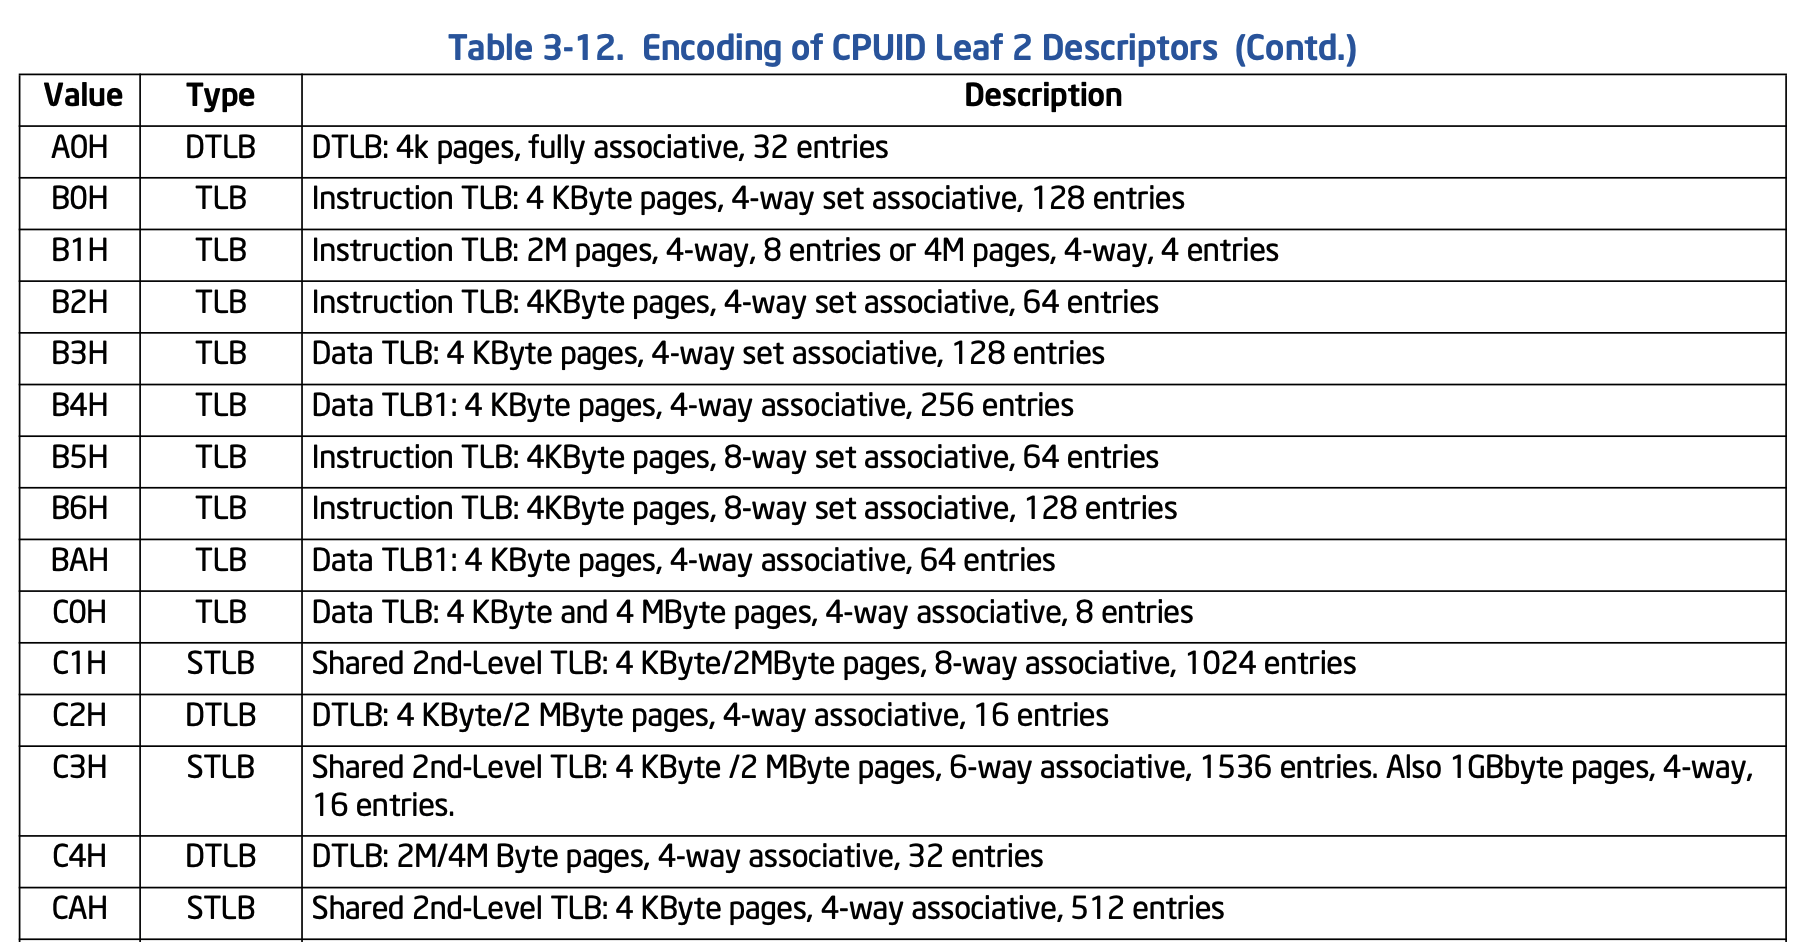 Table 3-12. Encoding of CPUID Leaf 2 Descriptors (Contd.)
Value Type Description
A0H DTLB DTLB: 4k pages, fully associative, 32 entries
B0H TLB Instruction TLB: 4 KByte pages, 4-way set associative, 128 entries
B1H TLB Instruction TLB: 2M pages, 4-way, 8 entries or 4M pages, 4-way, 4 entries
B2H TLB Instruction TLB: 4KByte pages, 4-way set associative, 64 entries
B3H TLB Data TLB: 4 KByte pages, 4-way set associative, 128 entries
B4H TLB Data TLB1: 4 KByte pages, 4-way associative, 256 entries
B5H TLB Instruction TLB: 4KByte pages, 8-way set associative, 64 entries
B6H TLB Instruction TLB: 4KByte pages, 8-way set associative, 128 entries
BAH TLB Data TLB1: 4 KByte pages, 4-way associative, 64 entries
C0H TLB Data TLB: 4 KByte and 4 MByte pages, 4-way associative, 8 entries
C1H STLB Shared 2nd-Level TLB: 4 KByte/2MByte pages, 8-way associative, 1024 entries
C2H DTLB DTLB: 4 KByte/2 MByte pages, 4-way associative, 16 entries
C3H STLB Shared 2nd-Level TLB: 4 KByte /2 MByte pages, 6-way associative, 1536 entries. Also 1GBbyte pages, 4-way,
16 entries.
C4H DTLB DTLB: 2M/4M Byte pages, 4-way associative, 32 entries
CAH STLB Shared 2nd-Level TLB: 4 KByte pages, 4-way associative, 512 entries